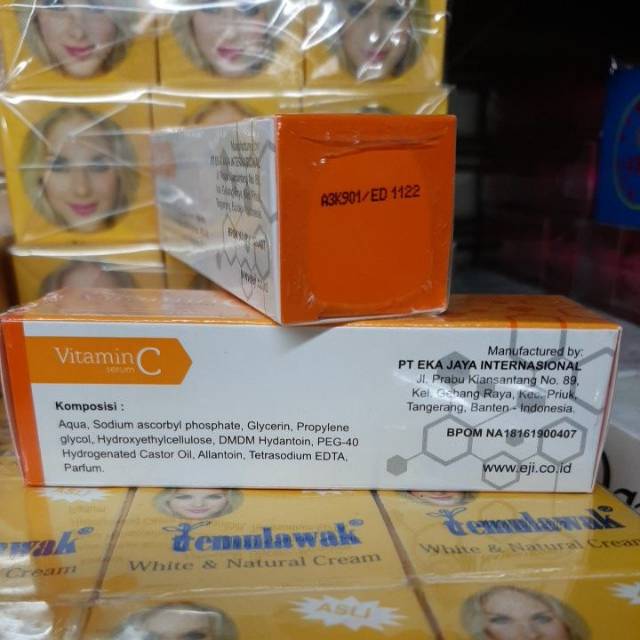 A3K901/ED 1122
Vitamin C
serum
Komposisi :
Aqua, Sodium ascorbyl phosphate, Glycerin, Propylene
glycol, Hydroxyethylcellulose, DMDM Hydantoin, PEG-40
Hydrogenated Castor Oil, Allantoin, Tetrasodium EDTA,
Parfum.
Manufactured by:
PT EKA JAYA INTERNASIONAL
Jl. Prabu Kiansantang No. 89,
Kel. Gebang Raya, Kec. Priuk,
Tangerang, Banten - Indonesia.
BPOM NA18161900407
www.eji.co.id
ASLI
temulawak
White & Natural Cream
temulawak
White & Natural Cream
ASLI